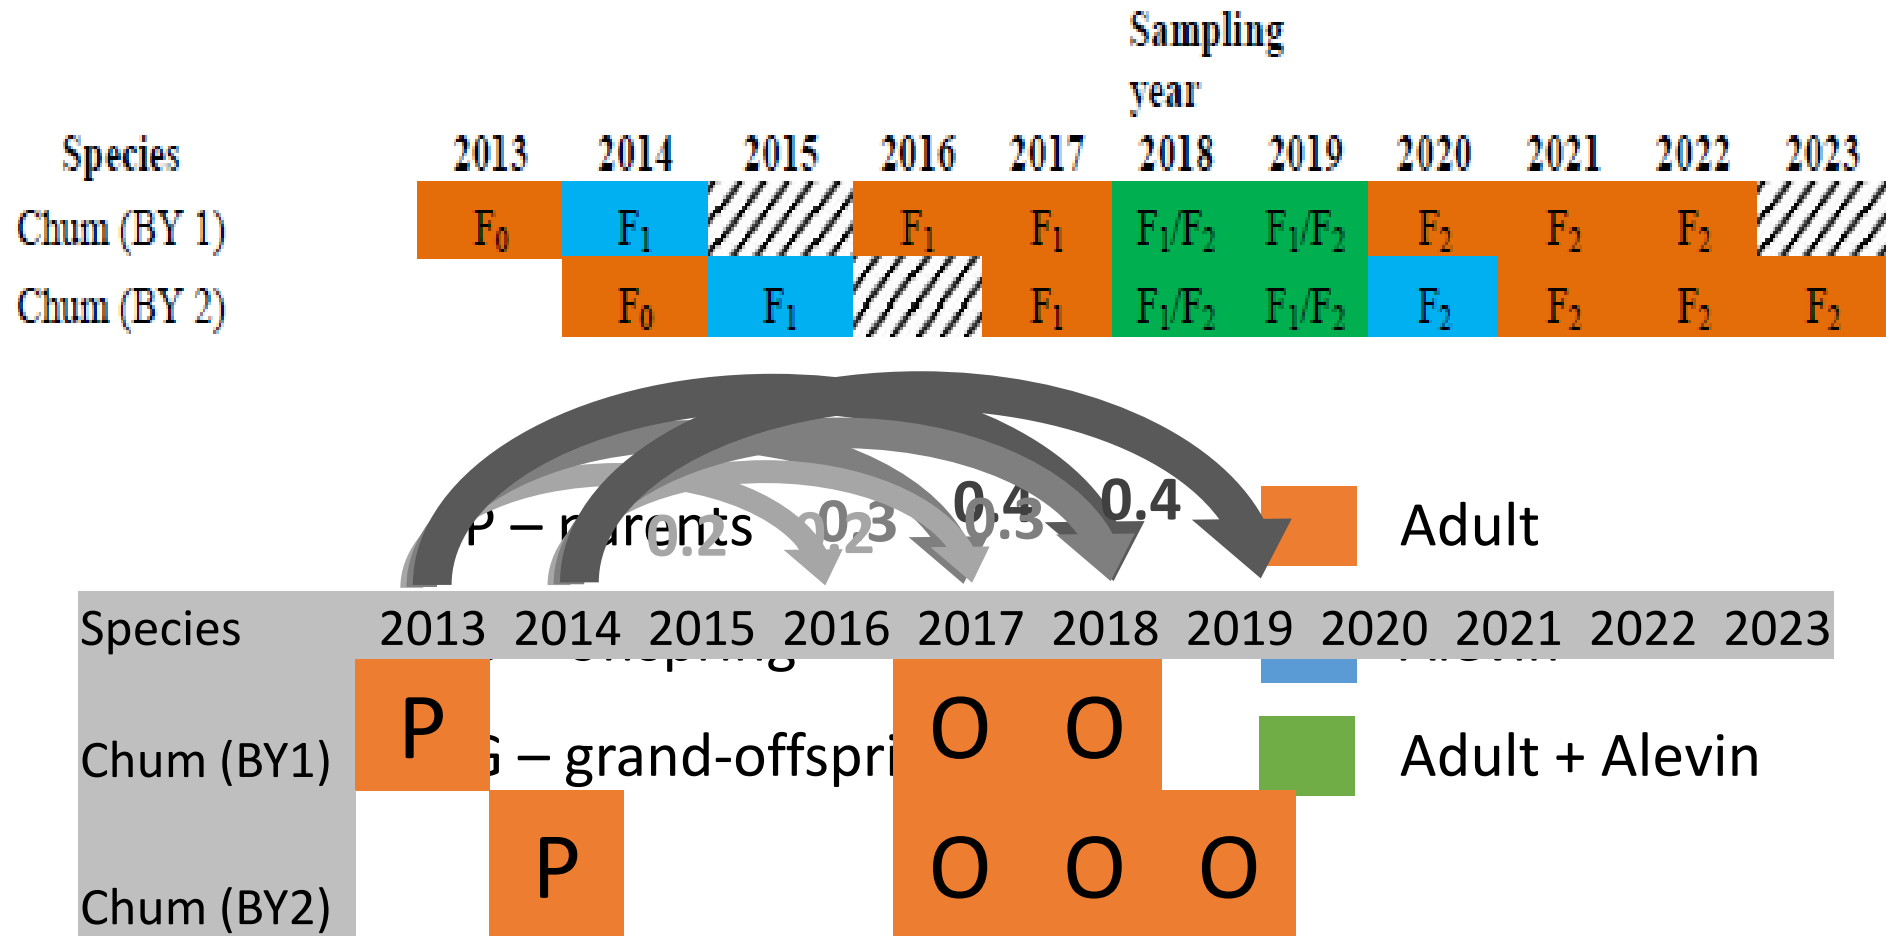 Sampling
year
Species 2013 2014 2015 2016 2017 2018 2019 2020 2021 2022 2023
Chum (BY 1) F0 F1 F1 F1 F1/F2 F1/F2 F2 F2 F2
Chum (BY 2) F0 F1 F1 F1/F2 F1/F2 F2 F2 F2 F2
0.4 0.4
0.2 0.2 0.3 0.3
P – parents Adult
Species 2013 2014 2015 2016 2017 2018 2019 2020 2021 2022 2023
P O O
Chum (BY1) – grand-offspri Adult + Alevin
P O O O
Chum (BY2)